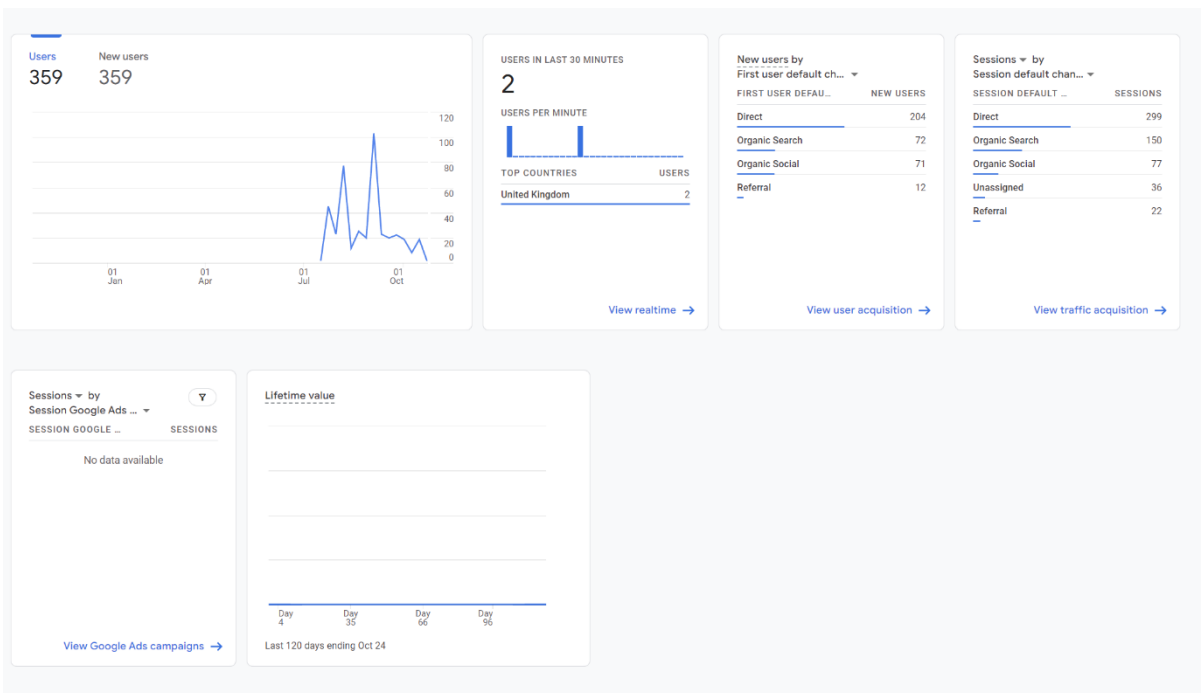 Users New users
359 359
120
100
80
60
40
20
0
01 Jan 01 Apr 01 Jul 01 Oct
USERS IN LAST 30 MINUTES
2
USERS PER MINUTE
TOP COUNTRIES USERS
United Kingdom 2
View realtime
New users by
First user default ch...
FIRST USER DEFAU... NEW USERS
Direct 204
Organic Search 72
Organic Social 71
Referral 12
View user acquisition
Sessions by
Session default chan...
SESSION DEFAULT ... SESSIONS
Direct 299
Organic Search 150
Organic Social 77
Unassigned 36
Referral 22
View traffic acquisition
Sessions by
Session Google Ads ...
SESSION GOOGLE ... SESSIONS
No data available
View Google Ads campaigns
Lifetime value
Day 4 Day 35 Day 66 Day 96
Last 120 days ending Oct 24